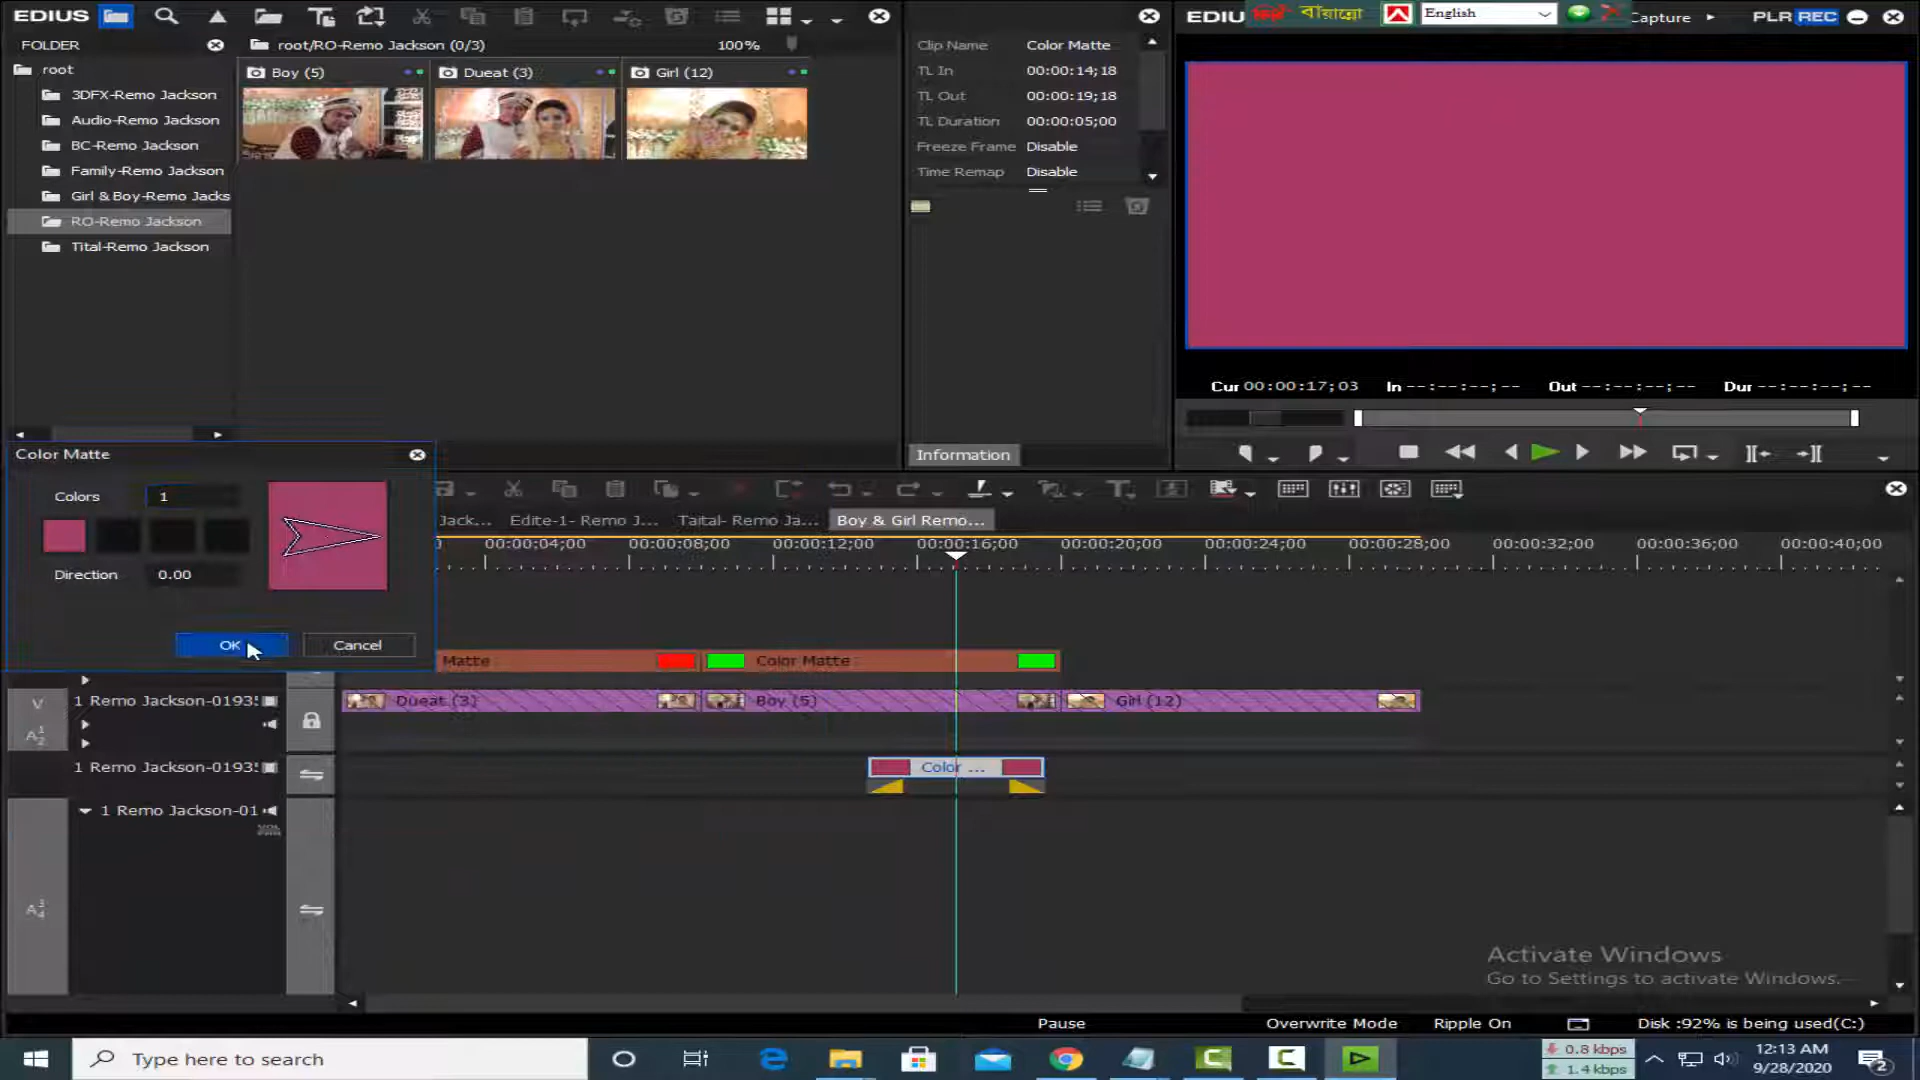 EDIUS
FOLDER
root/RO-Remo Jackson (0/3)
100%
root
3DFX-Remo Jackson
Audio-Remo Jackson
BC-Remo Jackson
Family-Remo Jackson
Girl & Boy-Remo Jacks
RO-Remo Jackson
Tital-Remo Jackson
Boy (5)
Dueat (3)
Girl (12)
Clip Name Color Matte
TL In 00:00:14;18
TL Out 00:00:19;18
TL Duration 00:00:05;00
Freeze Frame Disable
Time Remap Disable
Information
EDIU
English
Capture
PLR REC
Cur 00:00:17;03 In --:--:--;-- Out --:--:--;-- Dur --:--:--;--
Color Matte
Colors 1
Direction 0.00
OK Cancel
Jack...
Edite-1- Remo J...
Taital- Remo Ja...
Boy & Girl Remo...
0 00:00:04;00 00:00:08;00 00:00:12;00 00:00:16;00 00:00:20;00 00:00:24;00 00:00:28;00 00:00:32;00 00:00:36;00 00:00:40;00
Matte
Color Matte
V
1 Remo Jackson-0193
Dueat (3)
Boy (5)
Girl (12)
1 Remo Jackson-0193
Color ...
1 Remo Jackson-01
Activate Windows
Go to Settings to activate Windows.
Pause
Overwrite Mode
Ripple On
Disk :92% is being used(C:)
Type here to search
0.8 kbps
1.4 kbps
12:13 AM
9/28/2020
2